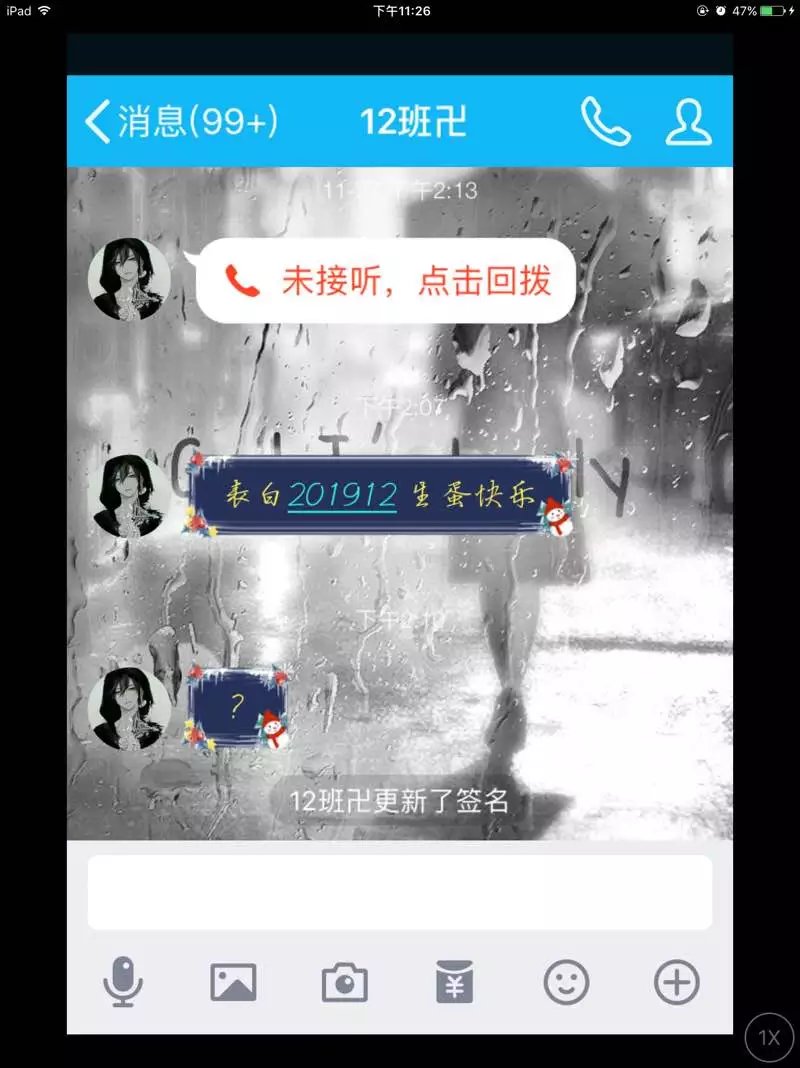 iPad 下午11:26 47%
消息(99+) 12班卍
下午2:13
未接听，点击回拨
下午2:07
表白201912 生蛋快乐
下午2:10
?
12班卍更新了签名
1X